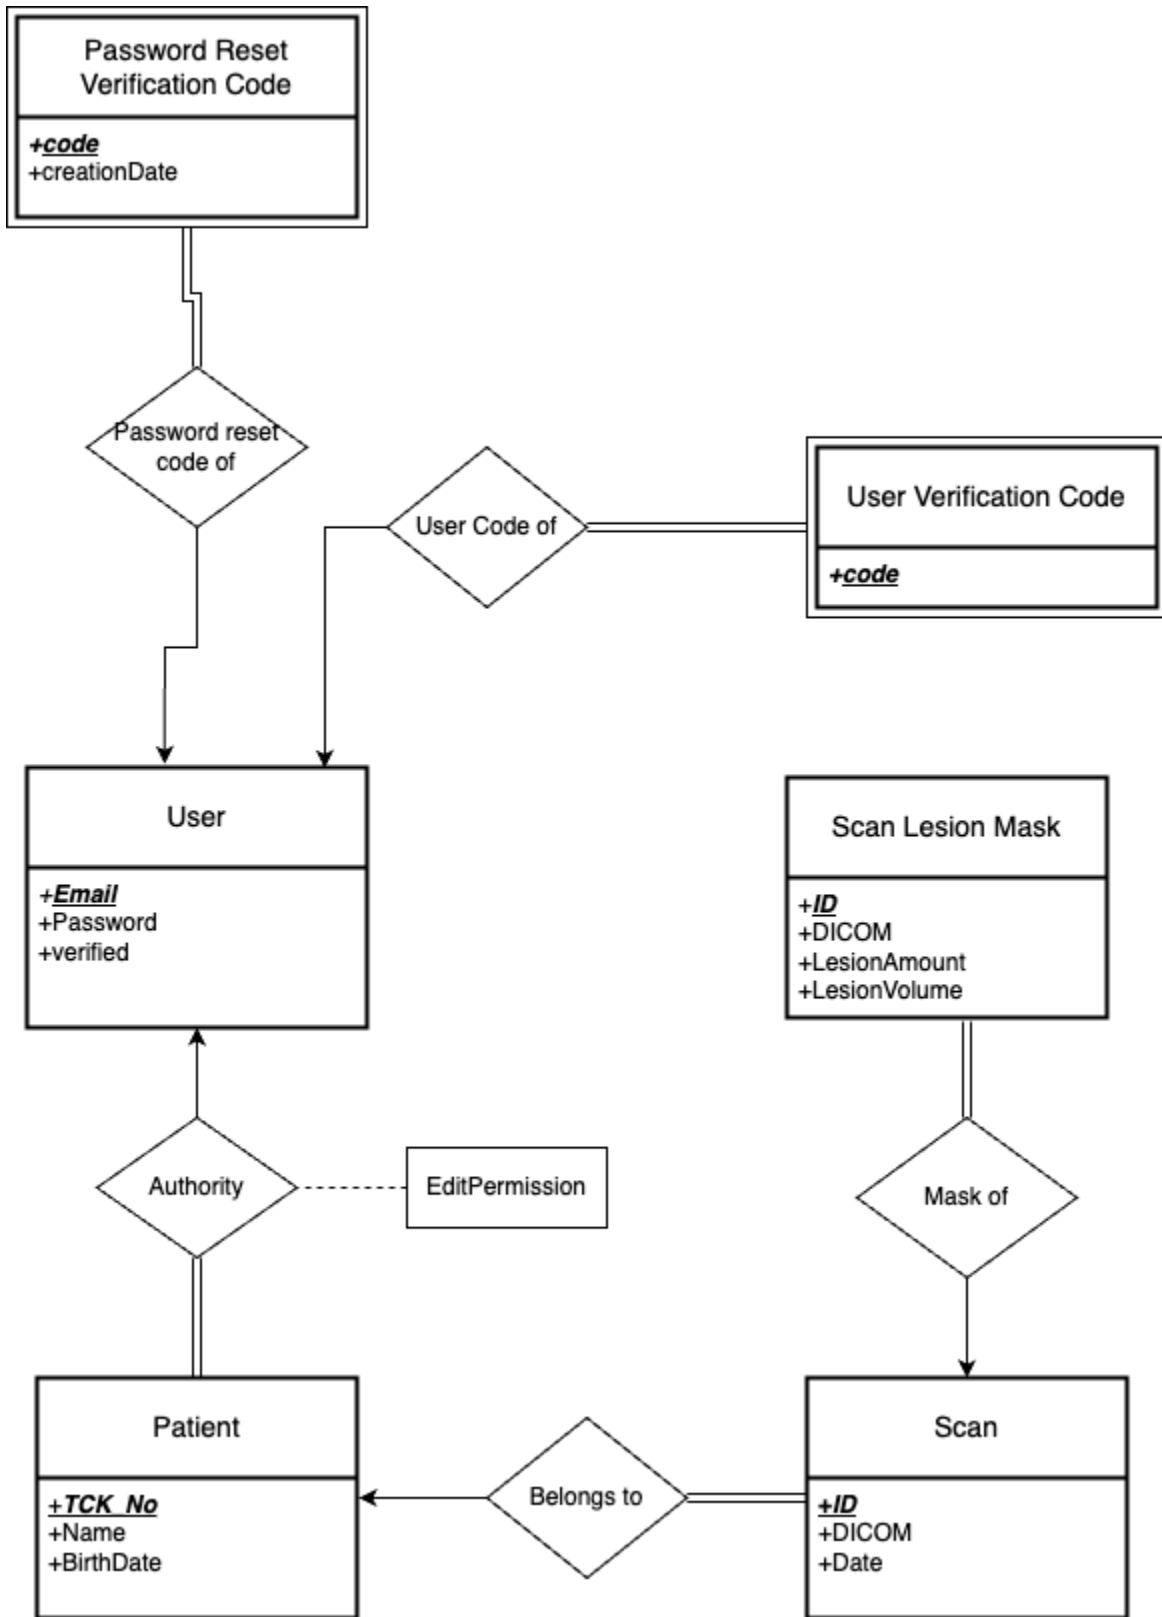 Password Reset
Verification Code
+code
+creationDate
Password reset
code of
User Code of
User Verification Code
+code
User
+Email
+Password
+verified
Scan Lesion Mask
+ID
+DICOM
+LesionAmount
+LesionVolume
Authority
EditPermission
Mask of
Patient
+TCK_No
+Name
+BirthDate
Belongs to
Scan
+ID
+DICOM
+Date